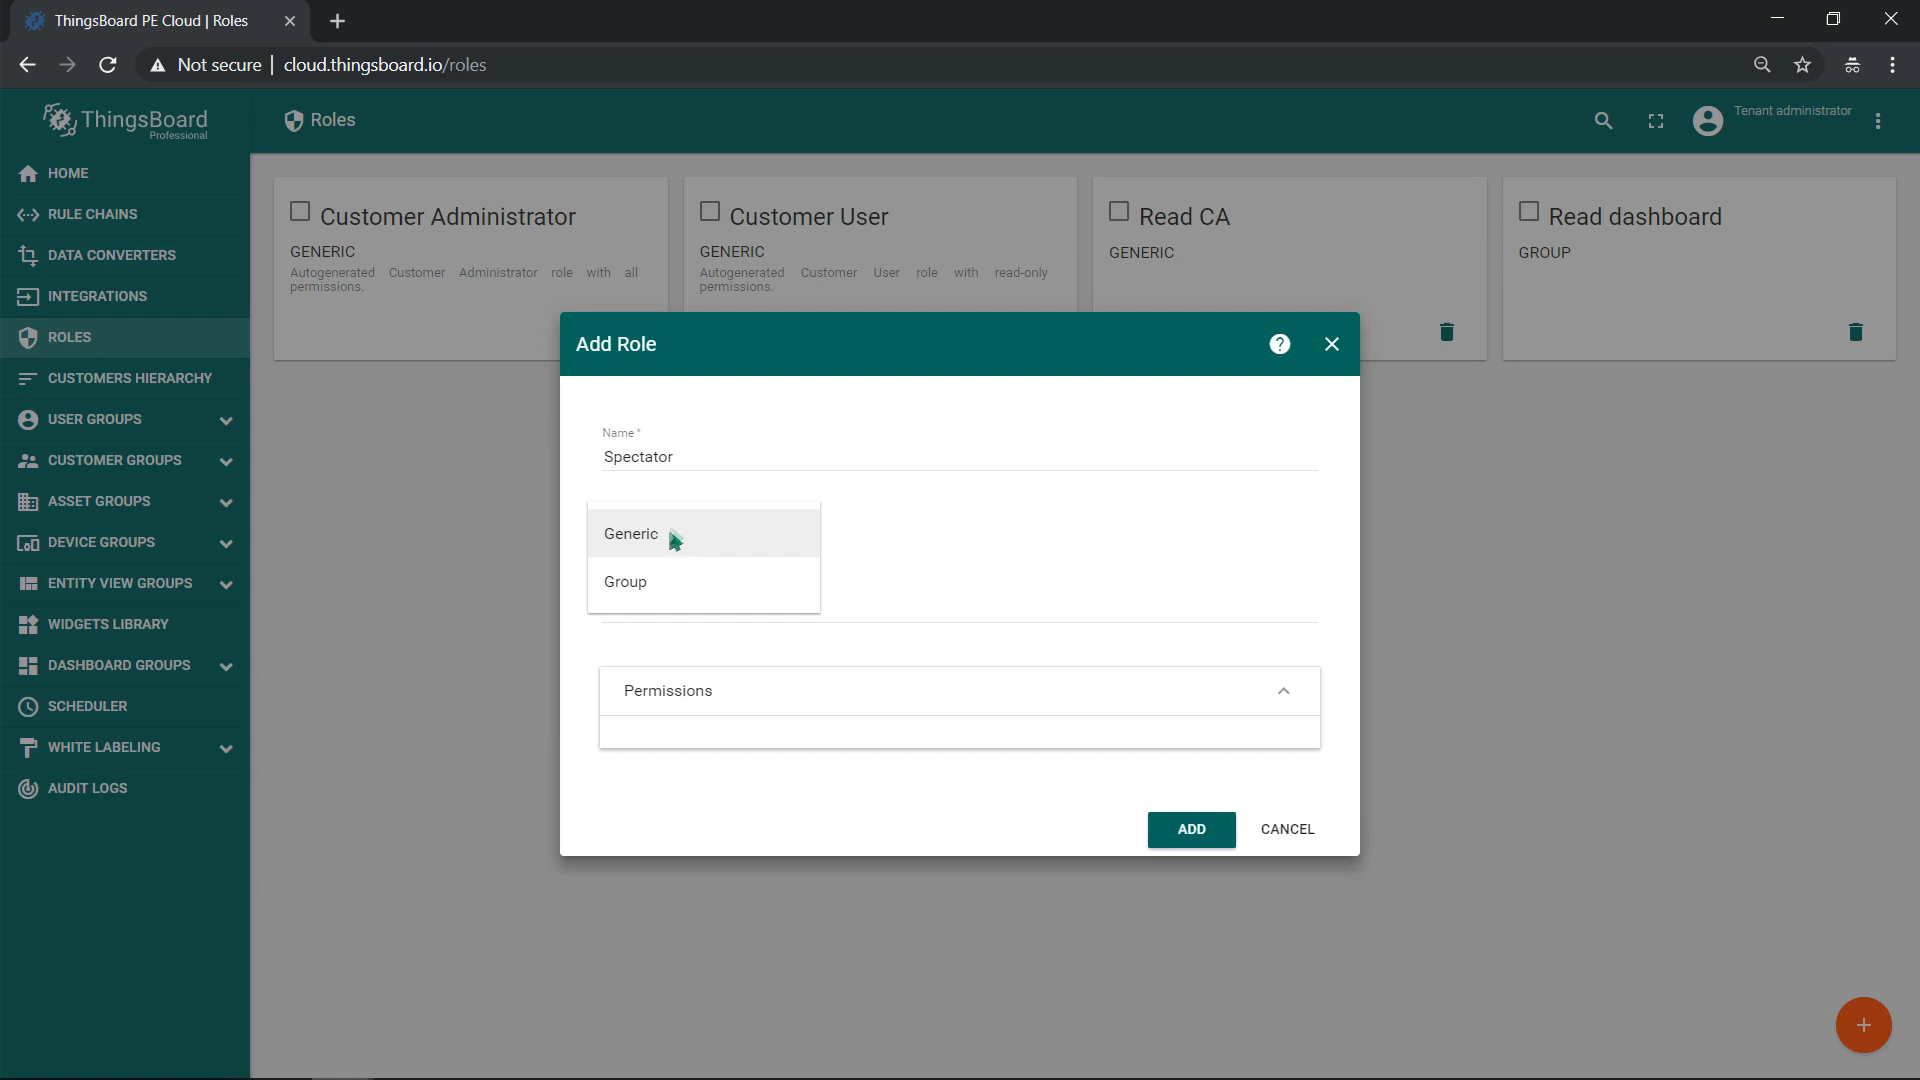 ThingsBoard PE Cloud | Roles
Not secure | cloud.thingsboard.io/roles
ThingsBoard
Professional
Roles
Tenant administrator
HOME
RULE CHAINS
DATA CONVERTERS
INTEGRATIONS
ROLES
CUSTOMERS HIERARCHY
USER GROUPS
CUSTOMER GROUPS
ASSET GROUPS
DEVICE GROUPS
ENTITY VIEW GROUPS
WIDGETS LIBRARY
DASHBOARD GROUPS
SCHEDULER
WHITE LABELING
AUDIT LOGS
Customer Administrator
GENERIC
Autogenerated Customer Administrator role with all
permissions.
Customer User
GENERIC
Autogenerated Customer User role with read-only
permissions.
Read CA
GENERIC
Read dashboard
GROUP
Add Role
Name *
Spectator
Generic
Group
Permissions
ADD
CANCEL